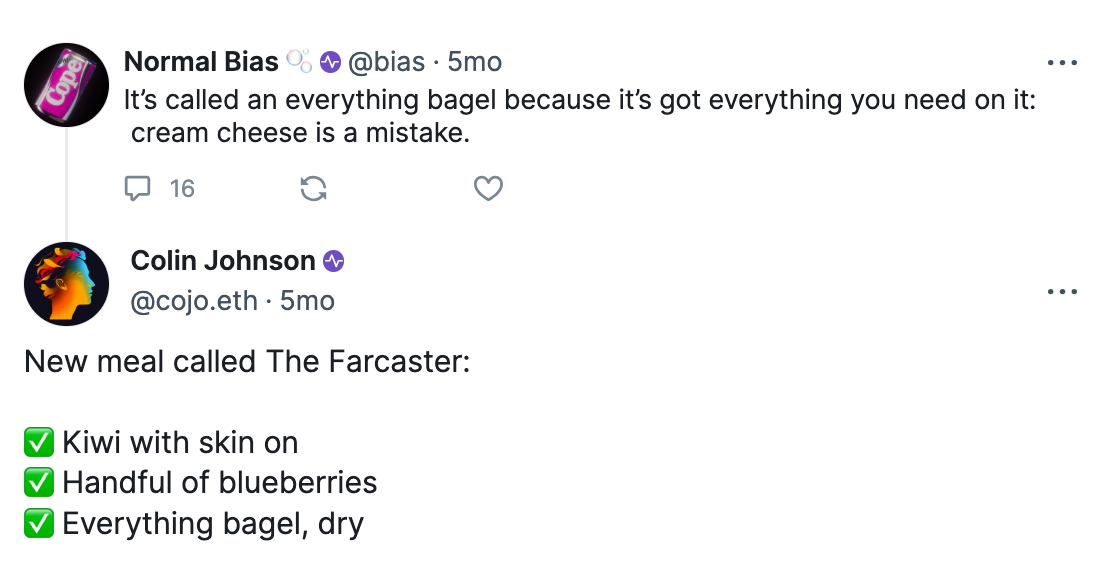 Cope!
Normal Bias 🫧 @bias · 5mo
It’s called an everything bagel because it’s got everything you need on it:
cream cheese is a mistake.
16
Colin Johnson
@cojo.eth · 5mo
New meal called The Farcaster:
✅ Kiwi with skin on
✅ Handful of blueberries
✅ Everything bagel, dry